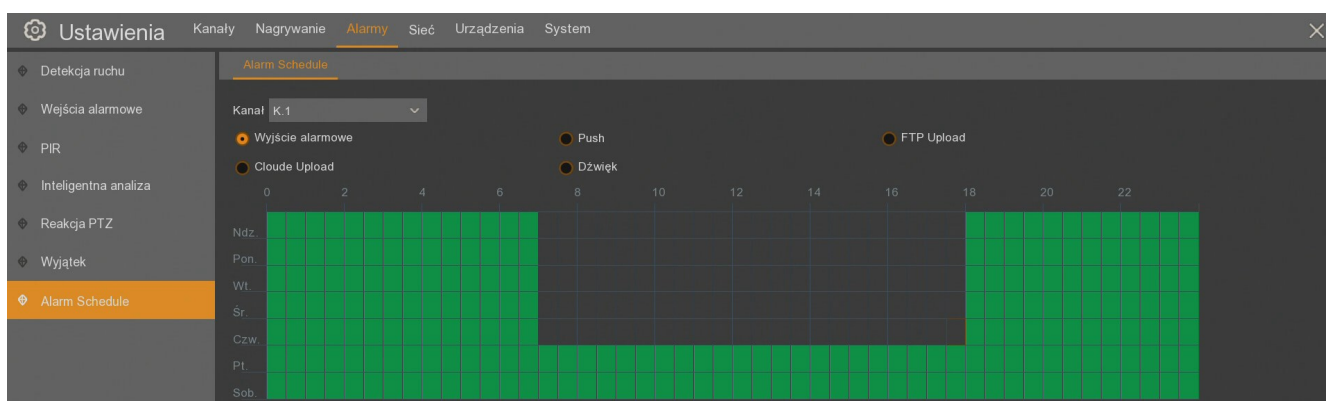 Ustawienia Kanały Nagrywanie Alarmy Sieć Urządzenia System
Detekcja ruchu
Wejścia alarmowe
PIR
Inteligentna analiza
Reakcja PTZ
Wyjątek
Alarm Schedule
Alarm Schedule
Kanał K.1
Wyjście alarmowe Push FTP Upload
Cloude Upload Dźwięk
0 2 4 6 8 10 12 14 16 18 20 22
Ndz.
Pon.
Wt.
Śr.
Czw.
Pt.
Sob.